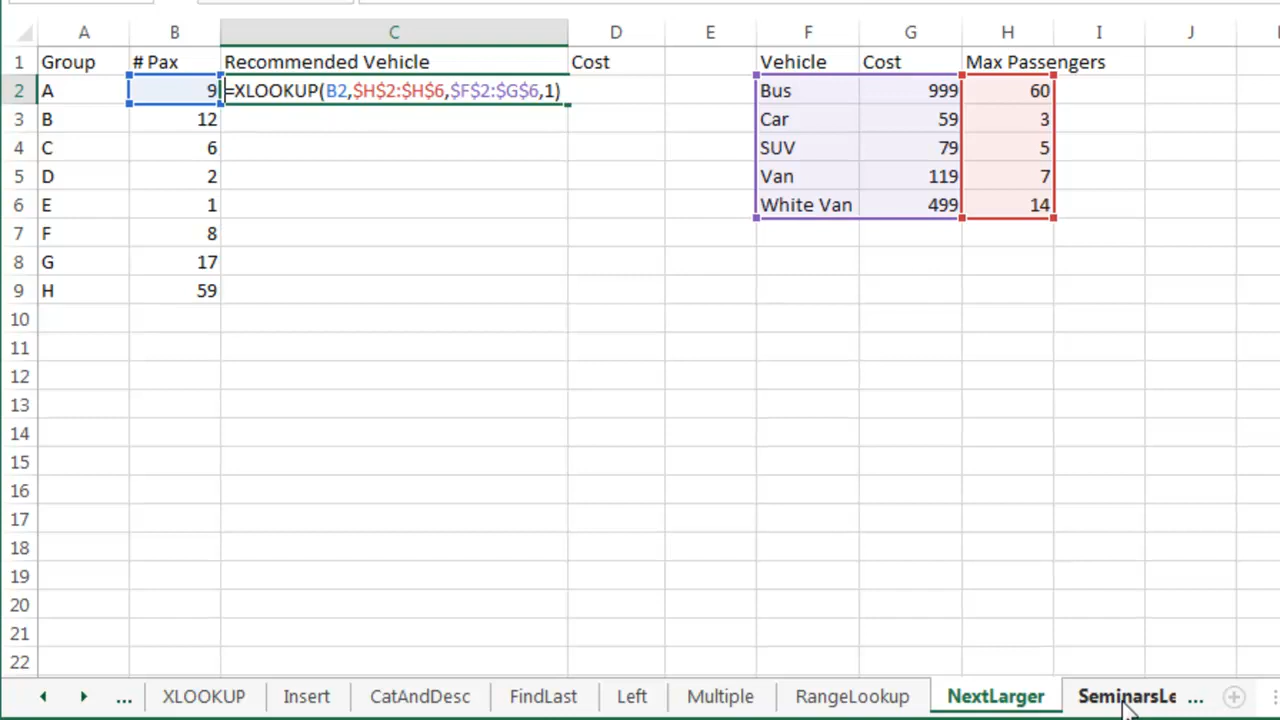 A B C D E F G H I J
1 Group # Pax Recommended Vehicle Cost Vehicle Cost Max Passengers
2 A 9 =XLOOKUP(B2,$H$2:$H$6,$F$2:$G$6,1) Bus 999 60
3 B 12 Car 59 3
4 C 6 SUV 79 5
5 D 2 Van 119 7
6 E 1 White Van 499 14
7 F 8
8 G 17
9 H 59
10
11
12
13
14
15
16
17
18
19
20
21
22
... XLOOKUP Insert CatAndDesc FindLast Left Multiple RangeLookup NextLarger SeminarsLe ...